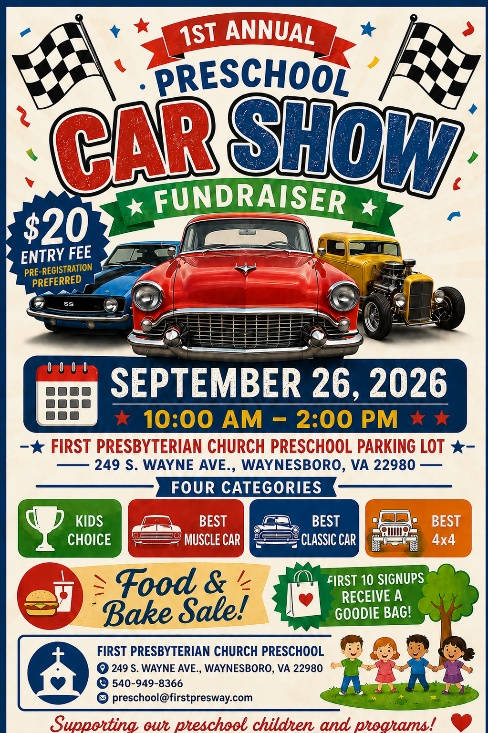 1ST ANNUAL
PRESCHOOL
CAR SHOW
FUNDRAISER
$20
ENTRY FEE
PRE-REGISTRATION
PREFERRED
SS
SEPTEMBER 26, 2026
10:00 AM – 2:00 PM
FIRST PRESBYTERIAN CHURCH PRESCHOOL PARKING LOT
249 S. WAYNE AVE., WAYNESBORO, VA 22980
FOUR CATEGORIES
KIDS
CHOICE
BEST
MUSCLE CAR
BEST
CLASSIC CAR
BEST
4x4
Food &
Bake Sale!
FIRST 10 SIGNUPS
RECEIVE A
GOODIE BAG!
FIRST PRESBYTERIAN CHURCH PRESCHOOL
249 S. WAYNE AVE., WAYNESBORO, VA 22980
540-949-8366
preschool@firstpresway.com
Supporting our preschool children and programs!